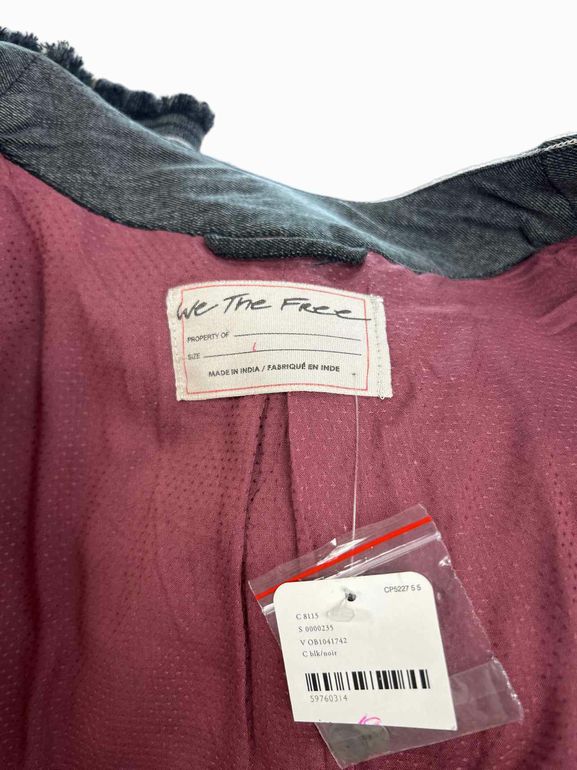 We The Free
PROPERTY OF
SIZE
MADE IN INDIA / FABRIQUÉ EN INDE
CP5227 5 5
C 8115
S 0000235
V OB1041742
C blk/noir
59760314